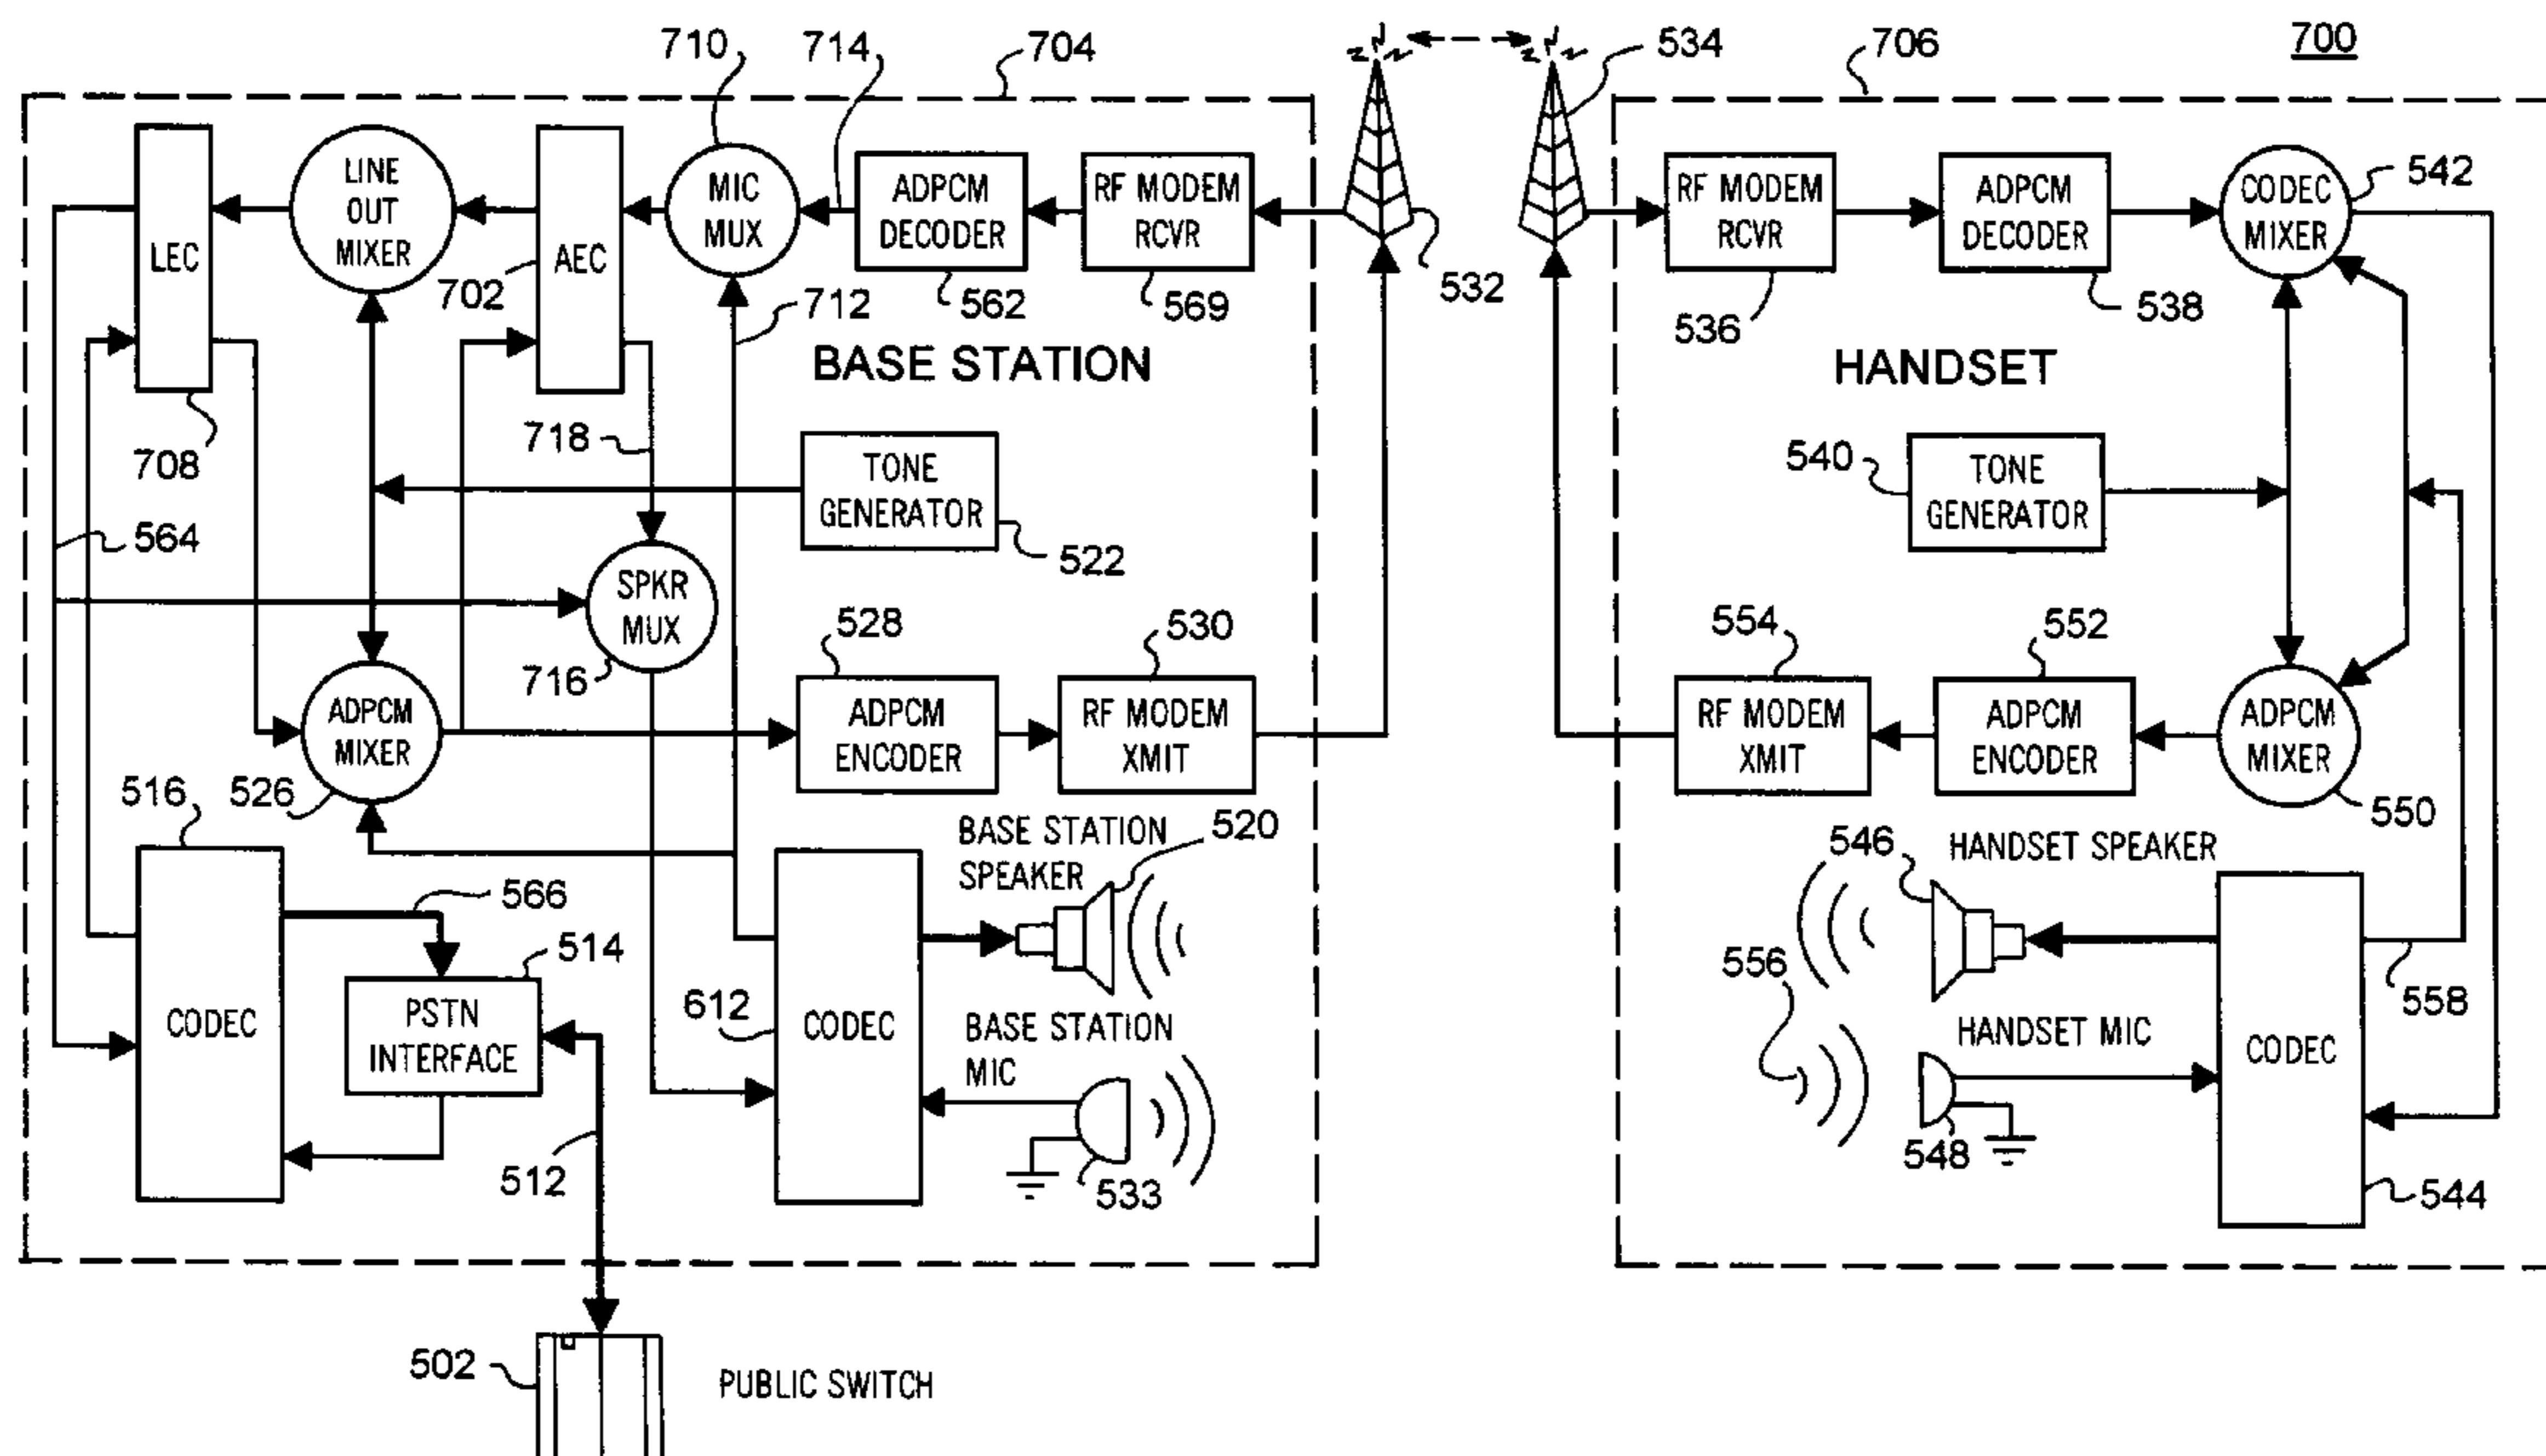 710
714
704
534
706
700
LINE
OUT
MIXER
MIC
MUX
ADPCM
DECODER
RF MODEM
RCVR
RF MODEM
RCVR
ADPCM
DECODER
CODEC
MIXER
542
LEC
AEC
702
712
562
569
532
536
538
BASE STATION
HANDSET
708
718
TONE
GENERATOR
522
540
TONE
GENERATOR
564
SPKR
MUX
716
528
530
554
552
ADPCM
MIXER
526
ADPCM
ENCODER
RF MODEM
XMIT
RF MODEM
XMIT
ADPCM
ENCODER
ADPCM
MIXER
550
516
BASE STATION
SPEAKER
520
546
HANDSET SPEAKER
566
514
CODEC
PSTN
INTERFACE
612
CODEC
BASE STATION
MIC
533
556
HANDSET MIC
548
CODEC
558
544
512
502
PUBLIC SWITCH